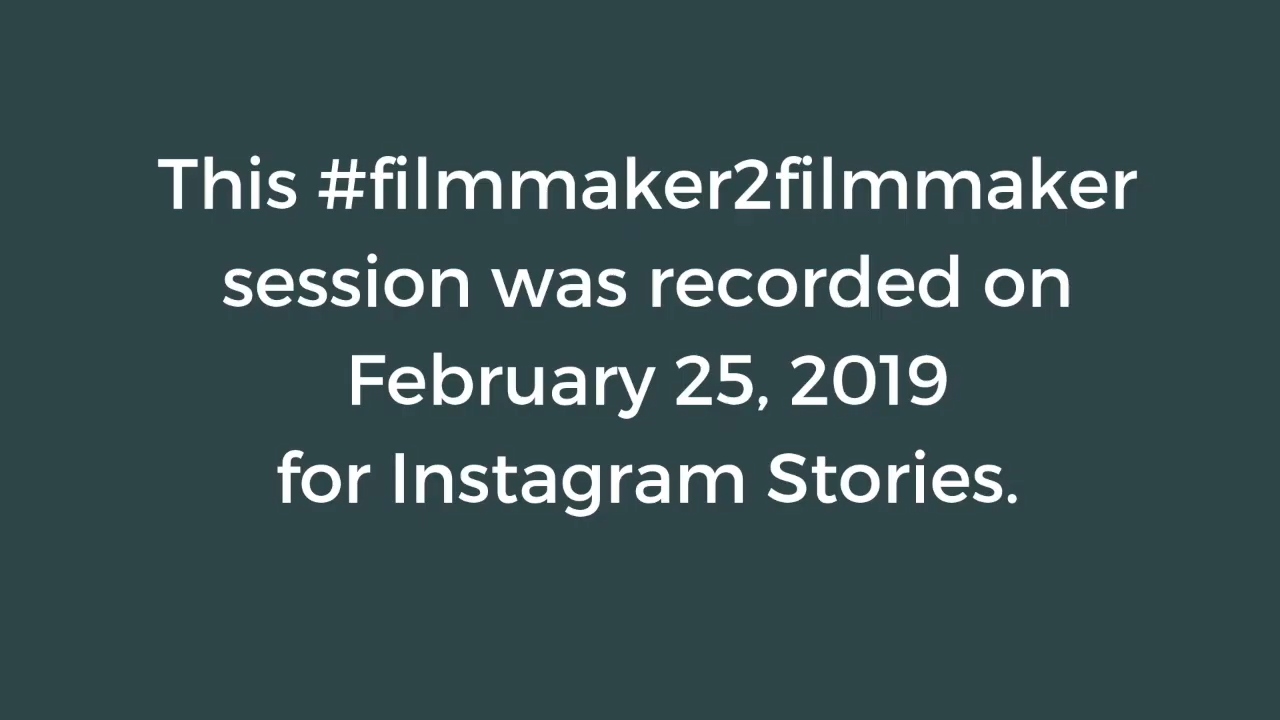 This #filmmaker2filmmaker
session was recorded on
February 25, 2019
for Instagram Stories.